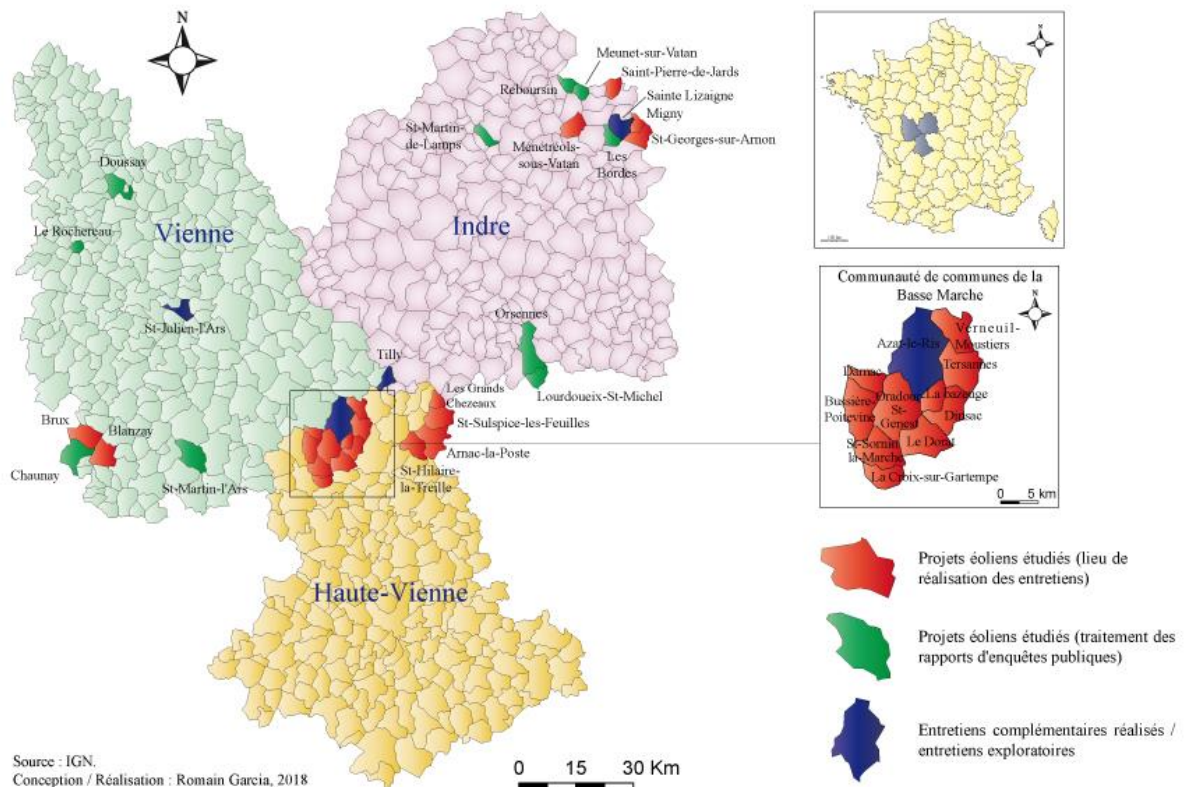 N
Meunet-sur-Vatan
Saint-Pierre-de-Jards
Reboursin
Sainte Lizaigne
Migny
St-Martin-
de-Lamps
St-Georges-sur-Arnon
Ménétréols-
sous-Vatan
Les
Bordes
Doussay
Le Rochereau
Vienne
Indre
St-Julien-l'Ars
Orsennes
Tilly
Lourdoueix-St-Michel
Les Grands
Chezeaux
St-Sulspice-les-Feuilles
Brux
Blanzay
Arnac-la-Poste
Chaunay
St-Martin-l'Ars
St-Hilaire-
la-Treille
Haute-Vienne
Source : IGN.
Conception / Réalisation : Romain Garcia, 2018
0 15 30 Km
N
Communauté de communes de la
Basse Marche
N
Azat-le-Ris
Verneuil-
Moustiers
Tersannes
Darnac
Oradour-
St-
Genest
La Bazeuge
Bussière-
Poitevine
Dinsac
St-Sornin
la-Marche
Le Dorat
La Croix-sur-Gartempe
0 5 km
Projets éoliens étudiés (lieu de
réalisation des entretiens)
Projets éoliens étudiés (traitement des
rapports d'enquêtes publiques)
Entretiens complémentaires réalisés /
entretiens exploratoires